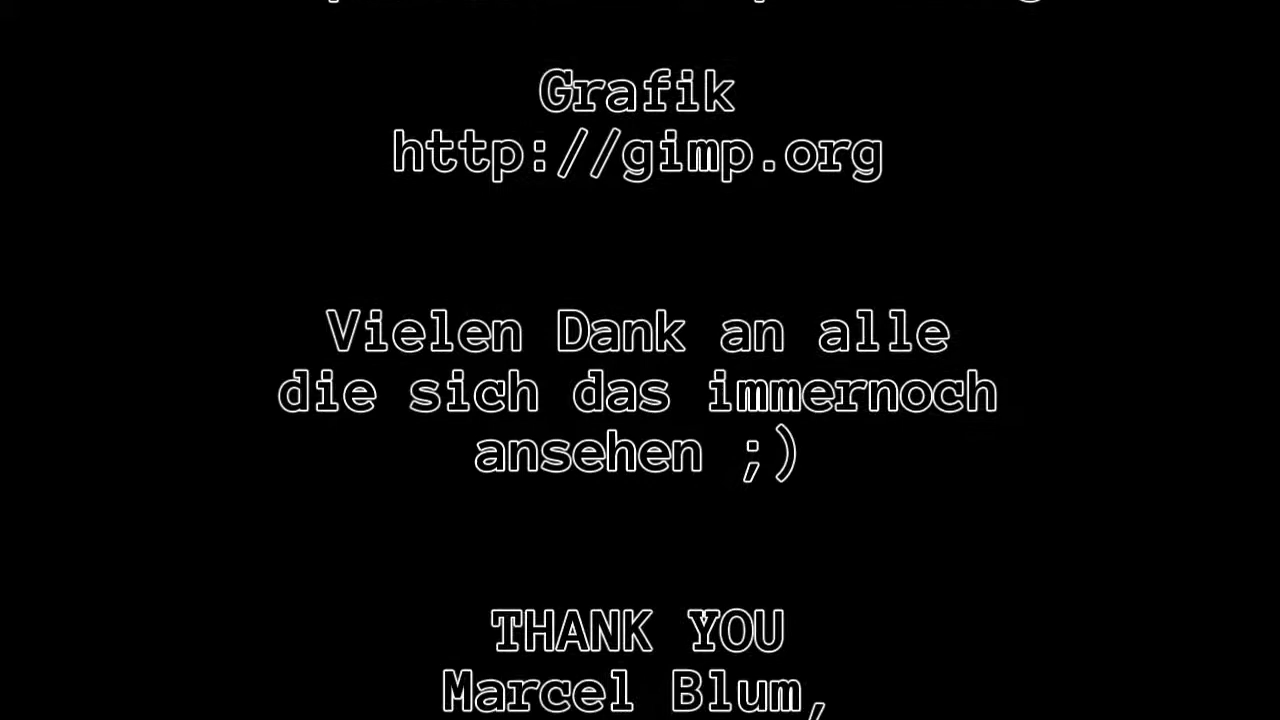 Grafik
http://gimp.org
Vielen Dank an alle
die sich das immernoch
ansehen ;)
THANK YOU
Marcel Blum,